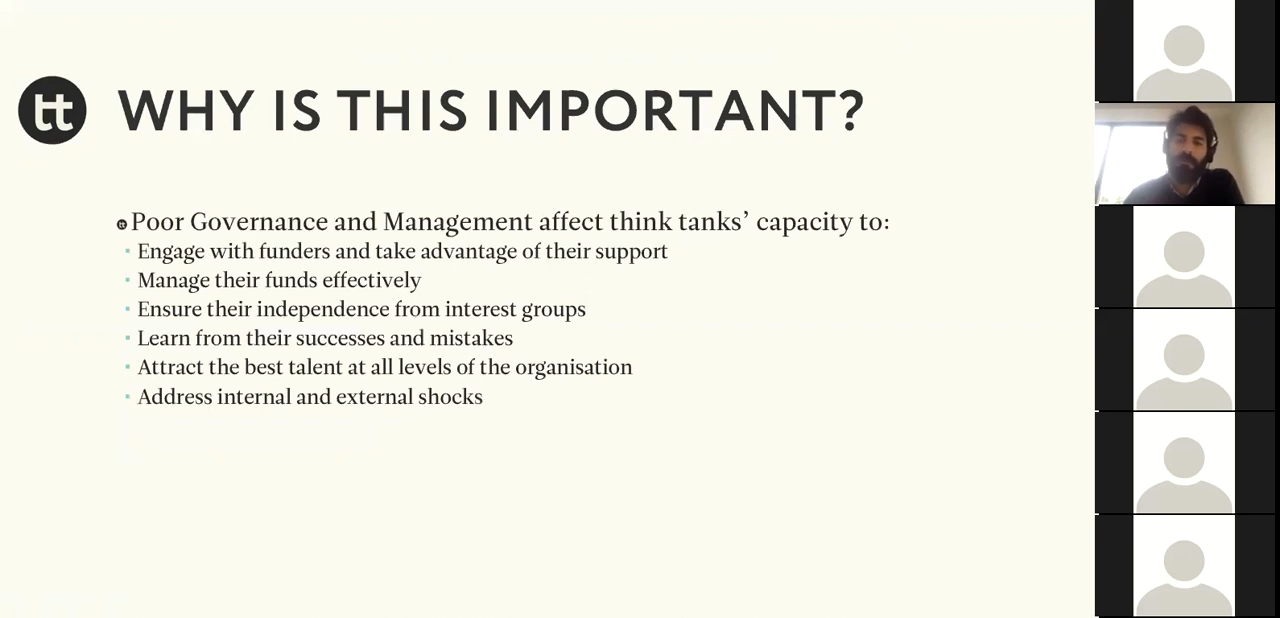 tt
WHY IS THIS IMPORTANT?
Poor Governance and Management affect think tanks’ capacity to:
Engage with funders and take advantage of their support
Manage their funds effectively
Ensure their independence from interest groups
Learn from their successes and mistakes
Attract the best talent at all levels of the organisation
Address internal and external shocks